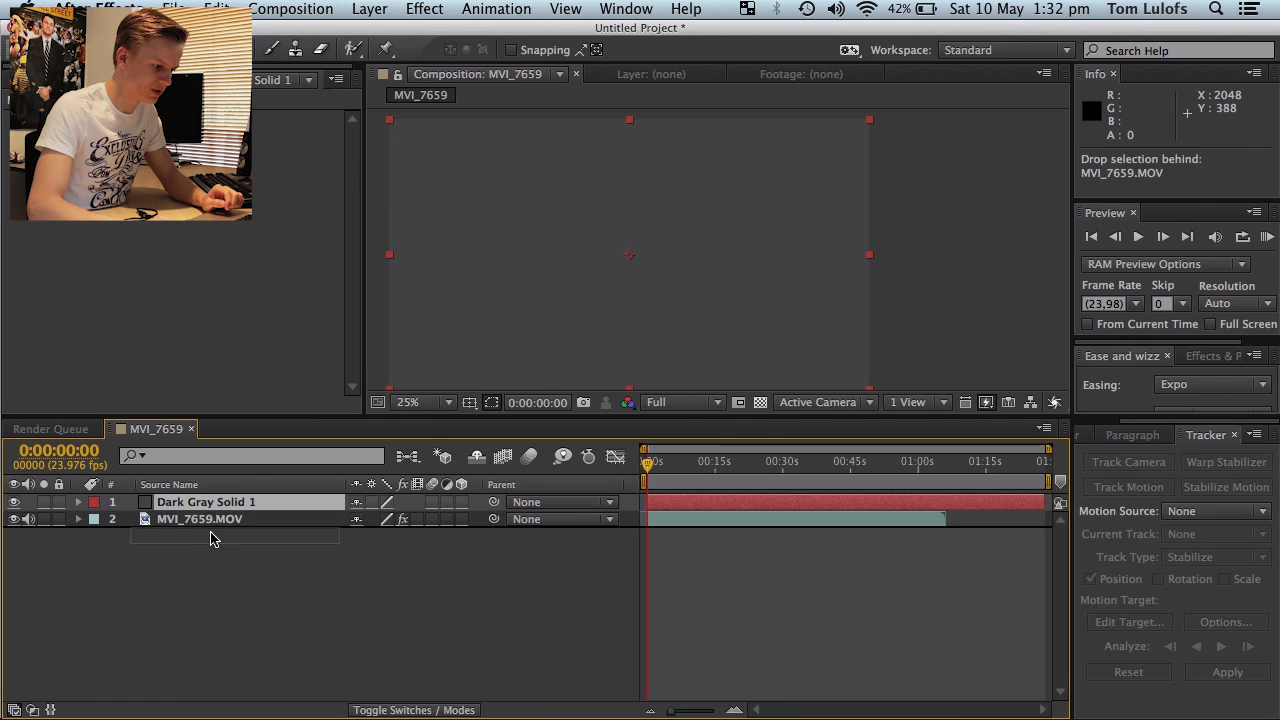 After Effects File Edit Composition Layer Effect Animation View Window Help 42% Sat 10 May 1:32 pm Tom Lulofs
Untitled Project *
Snapping Workspace: Standard Search Help
Solid 1 Composition: MVI_7659 Layer: (none) Footage: (none) Info
MVI_7659
R: X: 2048
G: Y: 388
B:
A: 0
Drop selection behind:
MVI_7659.MOV
STREET
EXCLUSIVE
Preview
RAM Preview Options
Frame Rate Skip Resolution
(23,98) 0 Auto
From Current Time Full Screen
Ease and wizz Effects & P
Easing: Expo
25% 0:00:00:00 Full Active Camera 1 View
Render Queue MVI_7659 Paragraph Tracker
0:00:00:00
00000 (23.976 fps)
:00s 00:15s 00:30s 00:45s 01:00s 01:15s 01:
# Source Name Parent
1 Dark Gray Solid 1 None
2 MVI_7659.MOV None
Track Camera Warp Stabilizer
Track Motion Stabilize Motion
Motion Source: None
Current Track: None
Track Type: Stabilize
Position Rotation Scale
Motion Target:
Edit Target... Options...
Analyze:
Reset Apply
Toggle Switches / Modes